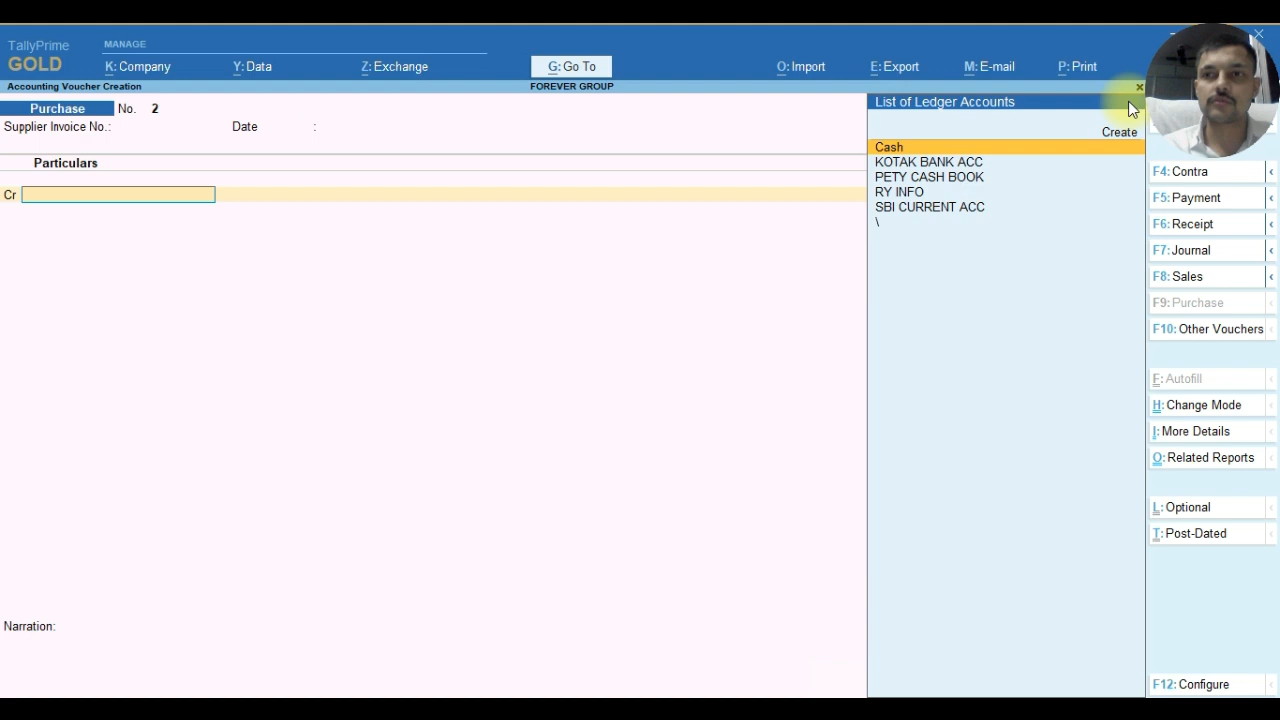 TallyPrime
GOLD
MANAGE
K: Company
Y: Data
Z: Exchange
G: Go To
O: Import
E: Export
M: E-mail
P: Print
Accounting Voucher Creation
FOREVER GROUP
Purchase No. 2
Supplier Invoice No.: Date :
Particulars
Cr
Narration:
List of Ledger Accounts
Create
Cash
KOTAK BANK ACC
PETY CASH BOOK
RY INFO
SBI CURRENT ACC
\
F4: Contra
F5: Payment
F6: Receipt
F7: Journal
F8: Sales
F9: Purchase
F10: Other Vouchers
F: Autofill
H: Change Mode
I: More Details
O: Related Reports
L: Optional
T: Post-Dated
F12: Configure